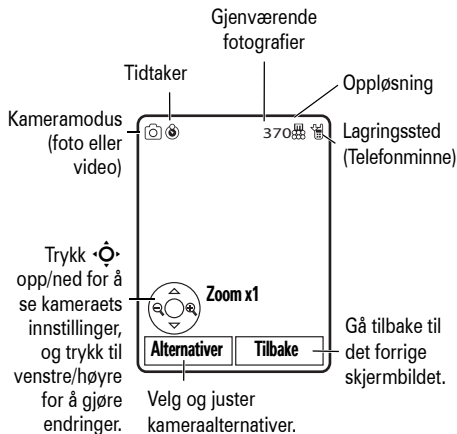 Gjenværende
fotografier
Tidtaker
Oppløsning
Kameramodus
(foto eller
video)
370
Lagringssted
(Telefonminne)
Trykk
opp/ned for å
se kameraets
innstillinger,
og trykk til
venstre/høyre
for å gjøre
endringer.
Zoom x1
Alternativer Tilbake
Gå tilbake til
det forrige
skjermbildet.
Velg og juster
kameraalternativer.